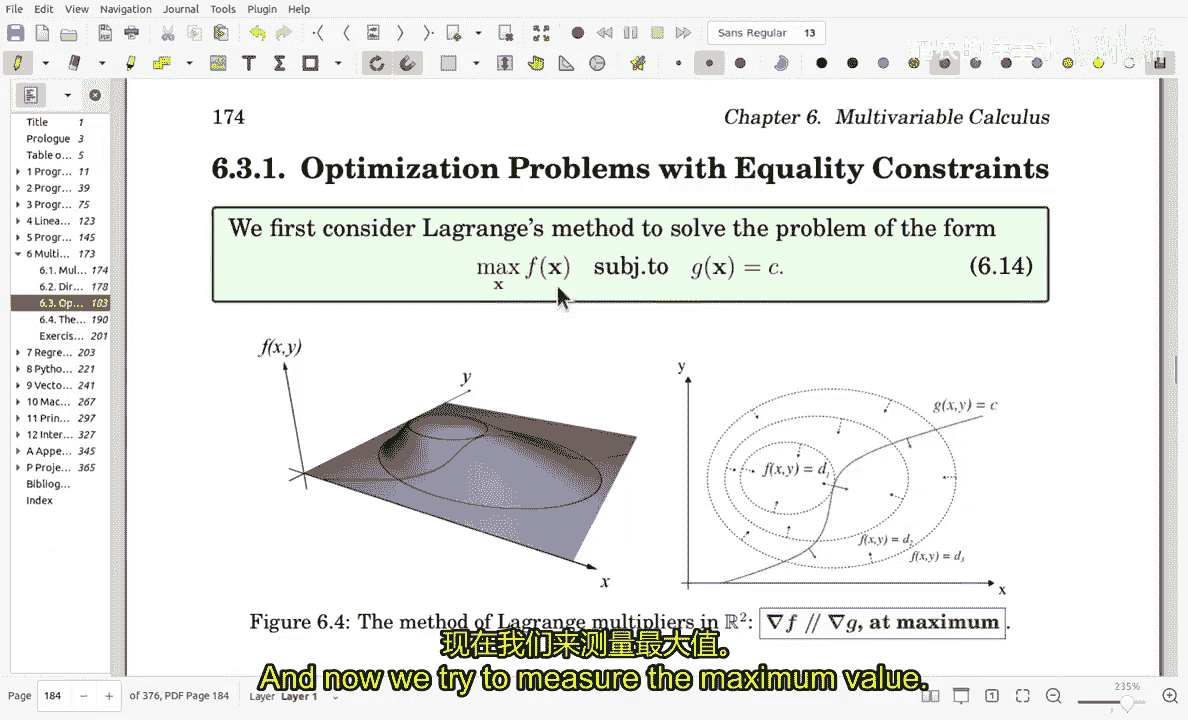 File Edit View Navigation Journal Tools Plugin Help
Sans Regular 13
Title 1
Prologue 3
Table o... 5
1 Progr... 11
2 Progr... 39
3 Progr... 75
4 Linea... 123
5 Progr... 145
6 Multi... 173
6.1. Mul... 174
6.2. Dir... 178
6.3. Op... 183
6.4. The... 190
Exercis... 201
7 Regre... 203
8 Pytho... 221
9 Vecto... 241
10 Mac... 267
11 Prin... 297
12 Inter... 327
A Appe... 345
P Proje... 365
Bibliog...
Index
174 Chapter 6. Multivariable Calculus
6.3.1. Optimization Problems with Equality Constraints
We first consider Lagrange's method to solve the problem of the form
max f(x) subj.to g(x) = c. (6.14)
x
f(x,y)
y
x
y
g(x,y) = c
f(x,y) = d₁
f(x,y) = d₂
f(x,y) = d₃
x
Figure 6.4: The method of Lagrange multipliers in ℝ²: ∇f // ∇g, at maximum.
现在我们来测量最大值。
And now we try to measure the maximum value.
Page 184 − + of 376, PDF Page 184 Layer Layer 1 235%